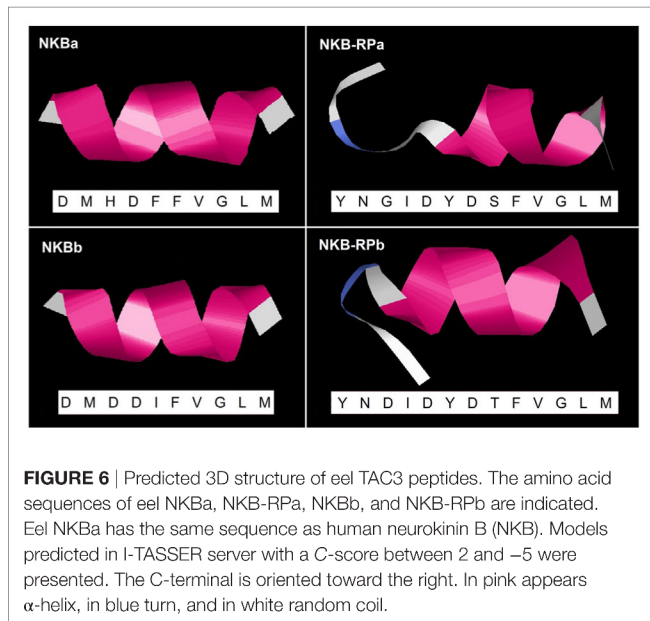 NKBa
D M H D F F V G L M
NKB-RPa
Y N G I D Y D S F V G L M
NKBb
D M D D I F V G L M
NKB-RPb
Y N D I D Y D T F V G L M
FIGURE 6 | Predicted 3D structure of eel TAC3 peptides. The amino acid
sequences of eel NKBa, NKB-RPa, NKBb, and NKB-RPb are indicated.
Eel NKBa has the same sequence as human neurokinin B (NKB). Models
predicted in I-TASSER server with a C-score between 2 and −5 were
presented. The C-terminal is oriented toward the right. In pink appears
α-helix, in blue turn, and in white random coil.